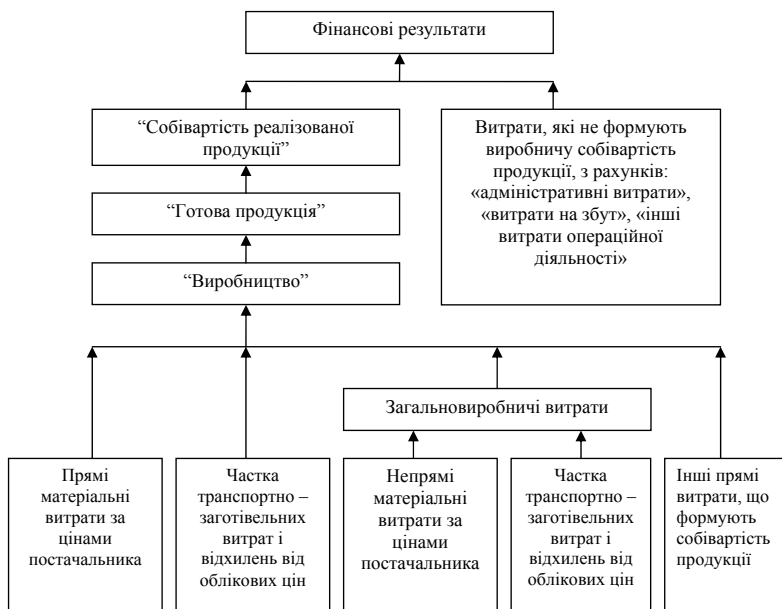 Фінансові результати
“Собівартість реалізованої
продукції”
Витрати, які не формують
виробничу собівартість
продукції, з рахунків:
«адміністративні витрати»,
«витрати на збут», «інші
витрати операційної
діяльності»
“Готова продукція”
“Виробництво”
Загальновиробничі витрати
Прямі
матеріальні
витрати за
цінами
постачальника
Частка
транспортно –
заготівельних
витрат і
відхилень від
облікових цін
Непрямі
матеріальні
витрати за
цінами
постачальника
Частка
транспортно –
заготівельних
витрат і
відхилень від
облікових цін
Інші прямі
витрати, що
формують
собівартість
продукції